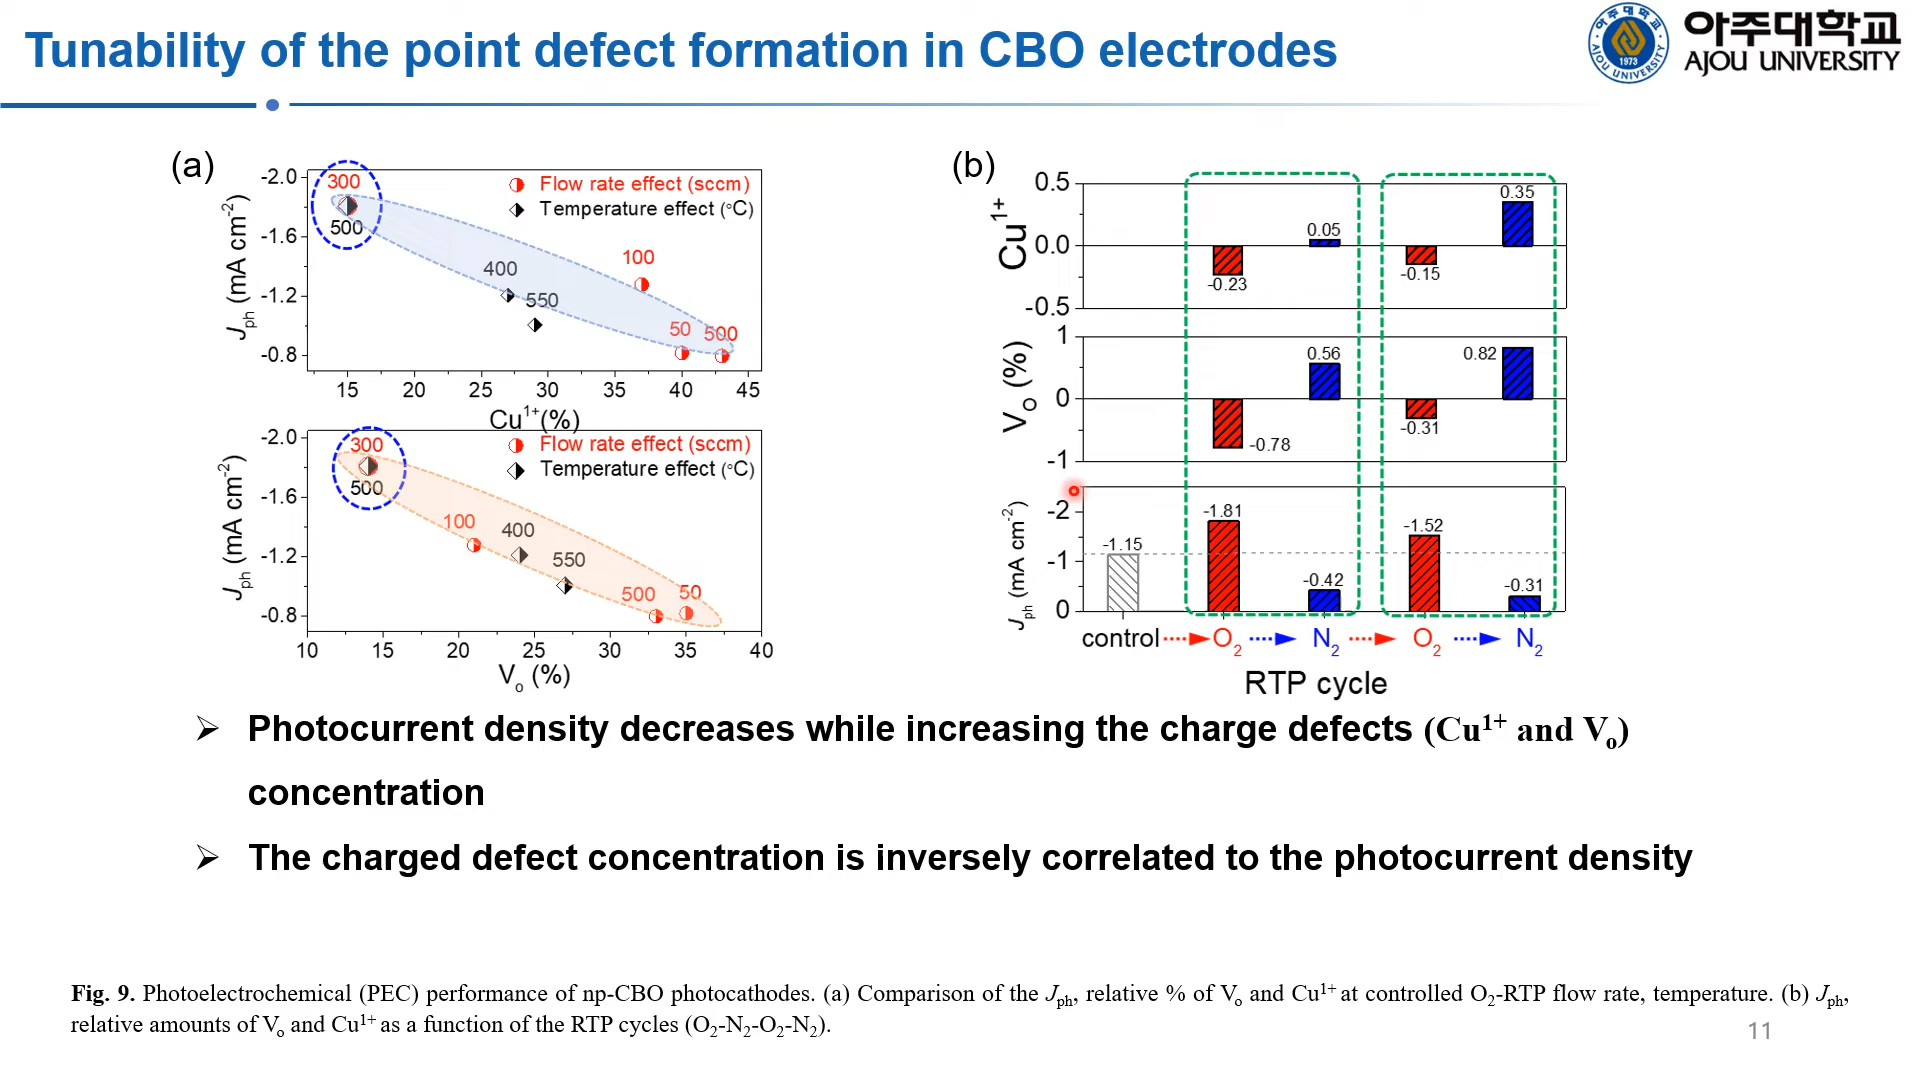 Tunability of the point defect formation in CBO electrodes
아주대학교
AJOU UNIVERSITY
아주대학교
AJOU UNIVERSITY
1973
(a)
-2.0
-1.6
-1.2
-0.8
Jph (mA cm-2)
300
500
400
550
100
50
500
Flow rate effect (sccm)
Temperature effect (°C)
15 20 25 30 35 40 45
Cu1+(%)
-2.0
-1.6
-1.2
-0.8
Jph (mA cm-2)
300
500
100
400
550
500
50
Flow rate effect (sccm)
Temperature effect (°C)
10 15 20 25 30 35 40
Vo (%)
(b)
Cu1+
0.5
0.0
-0.5
-0.23
0.05
-0.15
0.35
VO (%)
1
0
-1
-0.78
0.56
-0.31
0.82
Jph (mA cm-2)
-2
-1
0
-1.15
-1.81
-0.42
-1.52
-0.31
control O2 N2 O2 N2
RTP cycle
➢ Photocurrent density decreases while increasing the charge defects (Cu1+ and Vo)
concentration
➢ The charged defect concentration is inversely correlated to the photocurrent density
Fig. 9. Photoelectrochemical (PEC) performance of np-CBO photocathodes. (a) Comparison of the Jph, relative % of Vo and Cu1+ at controlled O2-RTP flow rate, temperature. (b) Jph,
relative amounts of Vo and Cu1+ as a function of the RTP cycles (O2-N2-O2-N2).
11